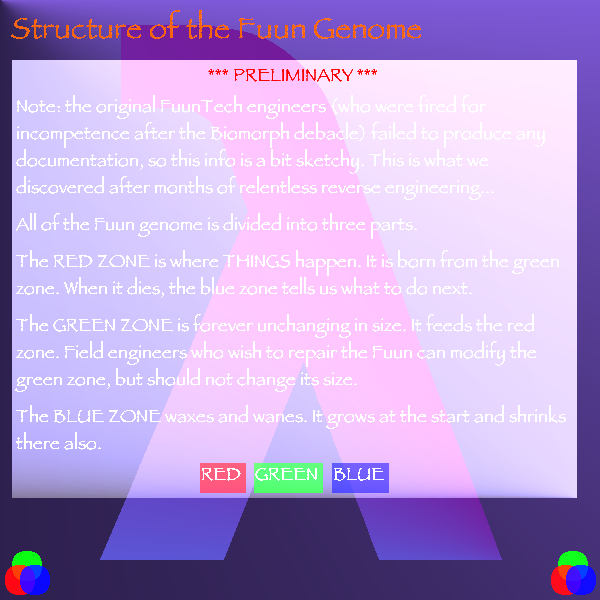 Structure of the Fuun Genome
*** PRELIMINARY ***
Note: the original FuunTech engineers (who were fired for
incompetence after the Biomorph debacle) failed to produce any
documentation, so this info is a bit sketchy. This is what we
discovered after months of relentless reverse engineering...
All of the Fuun genome is divided into three parts.
The RED ZONE is where THINGS happen. It is born from the green
zone. When it dies, the blue zone tells us what to do next.
The GREEN ZONE is forever unchanging in size. It feeds the red
zone. Field engineers who wish to repair the Fuun can modify the
green zone, but should not change its size.
The BLUE ZONE waxes and wanes. It grows at the start and shrinks
there also.
RED GREEN BLUE